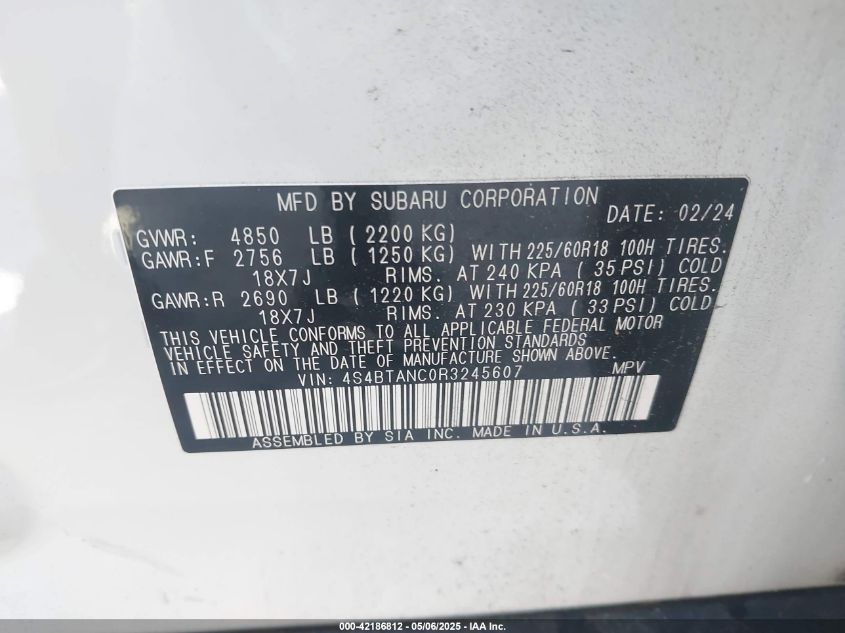 MFD BY SUBARU CORPORATION
DATE: 02/24
GVWR: 4850 LB ( 2200 KG)
GAWR:F 2756 LB ( 1250 KG) WITH 225/60R18 100H TIRES.
18X7J RIMS. AT 240 KPA ( 35 PSI) COLD
GAWR:R 2690 LB ( 1220 KG) WITH 225/60R18 100H TIRES.
18X7J RIMS. AT 230 KPA ( 33 PSI) COLD
THIS VEHICLE CONFORMS TO ALL APPLICABLE FEDERAL MOTOR
VEHICLE SAFETY AND THEFT PREVENTION STANDARDS
IN EFFECT ON THE DATE OF MANUFACTURE SHOWN ABOVE.
VIN: 4S4BTANC0R3245607 MPV
ASSEMBLED BY SIA INC. MADE IN U.S.A.
000-42186812 - 05/06/2025 - IAA Inc.